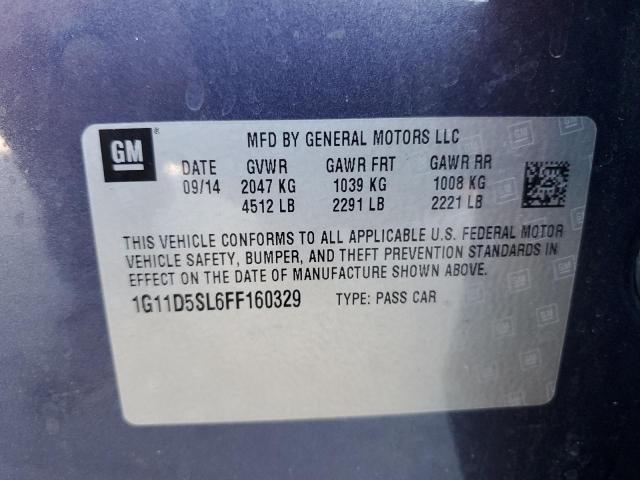 GM ®
MFD BY GENERAL MOTORS LLC
DATE GVWR GAWR FRT GAWR RR
09/14 2047 KG 1039 KG 1008 KG
4512 LB 2291 LB 2221 LB
THIS VEHICLE CONFORMS TO ALL APPLICABLE U.S. FEDERAL MOTOR
VEHICLE SAFETY, BUMPER, AND THEFT PREVENTION STANDARDS IN
EFFECT ON THE DATE OF MANUFACTURE SHOWN ABOVE.
1G11D5SL6FF160329 TYPE: PASS CAR